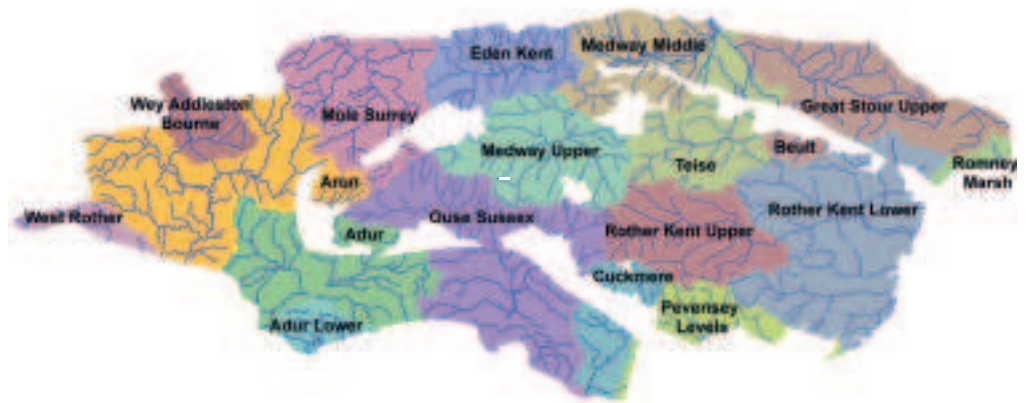 Eden Kent
Medway Middle
Wey Addleston
Bourne
Mole Surrey
Great Stour Upper
Medway Upper
Teise
Beult
Romney
Marsh
Arun
West Rother
Ouse Sussex
Rother Kent Lower
Adur
Rother Kent Upper
Cuckmere
Pevensey
Levels
Adur Lower